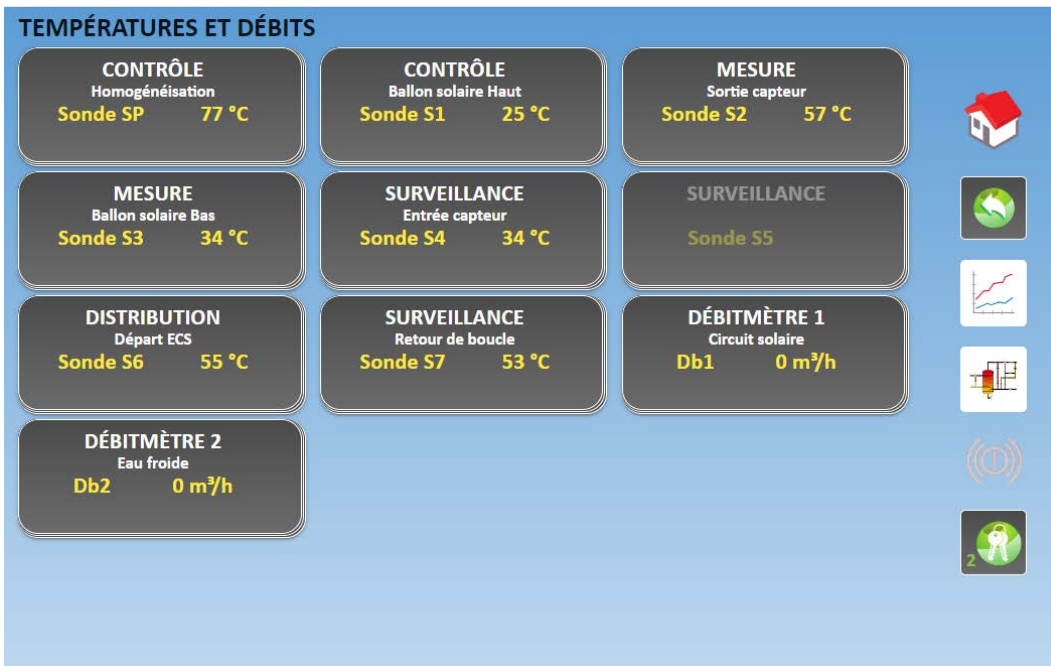 TEMPÉRATURES ET DÉBITS
CONTRÔLE
Homogénéisation
Sonde SP 77 °C
CONTRÔLE
Ballon solaire Haut
Sonde S1 25 °C
MESURE
Sortie capteur
Sonde S2 57 °C
MESURE
Ballon solaire Bas
Sonde S3 34 °C
SURVEILLANCE
Entrée capteur
Sonde S4 34 °C
SURVEILLANCE
Sonde S5
DISTRIBUTION
Départ ECS
Sonde S6 55 °C
SURVEILLANCE
Retour de boucle
Sonde S7 53 °C
DÉBITMÈTRE 1
Circuit solaire
Db1 0 m³/h
DÉBITMÈTRE 2
Eau froide
Db2 0 m³/h
2